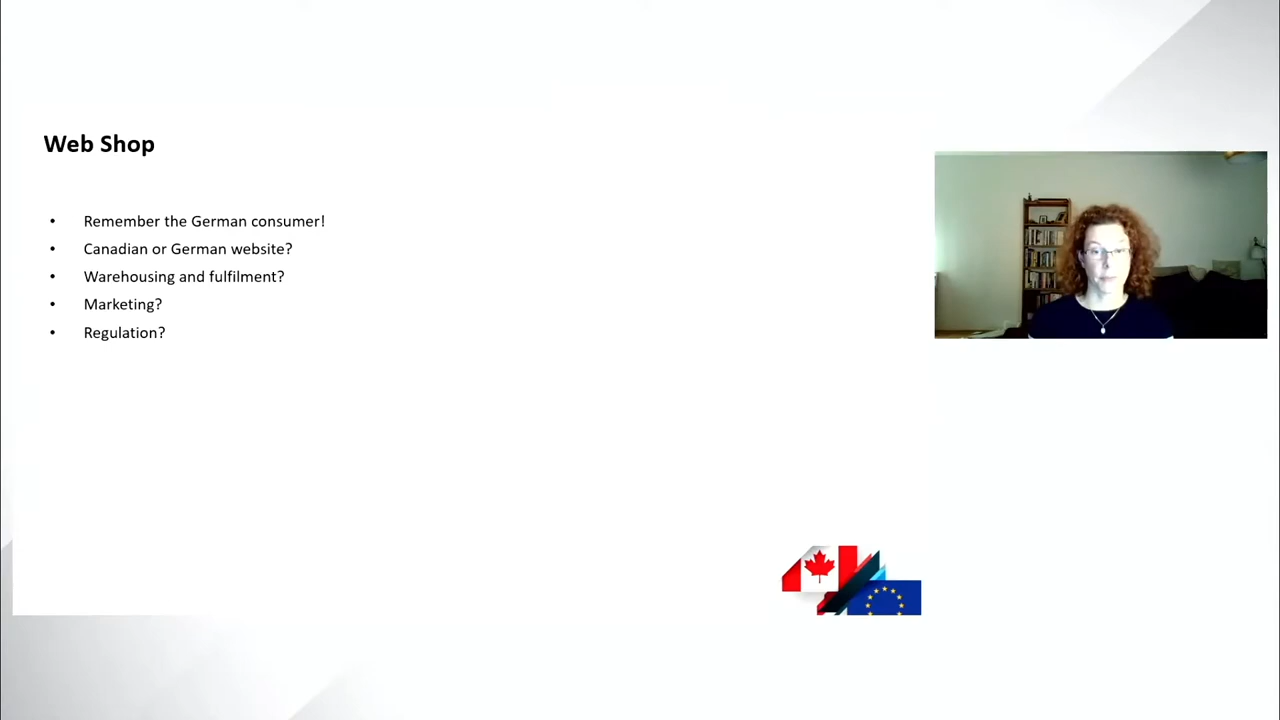 Web Shop
• Remember the German consumer!
• Canadian or German website?
• Warehousing and fulfilment?
• Marketing?
• Regulation?